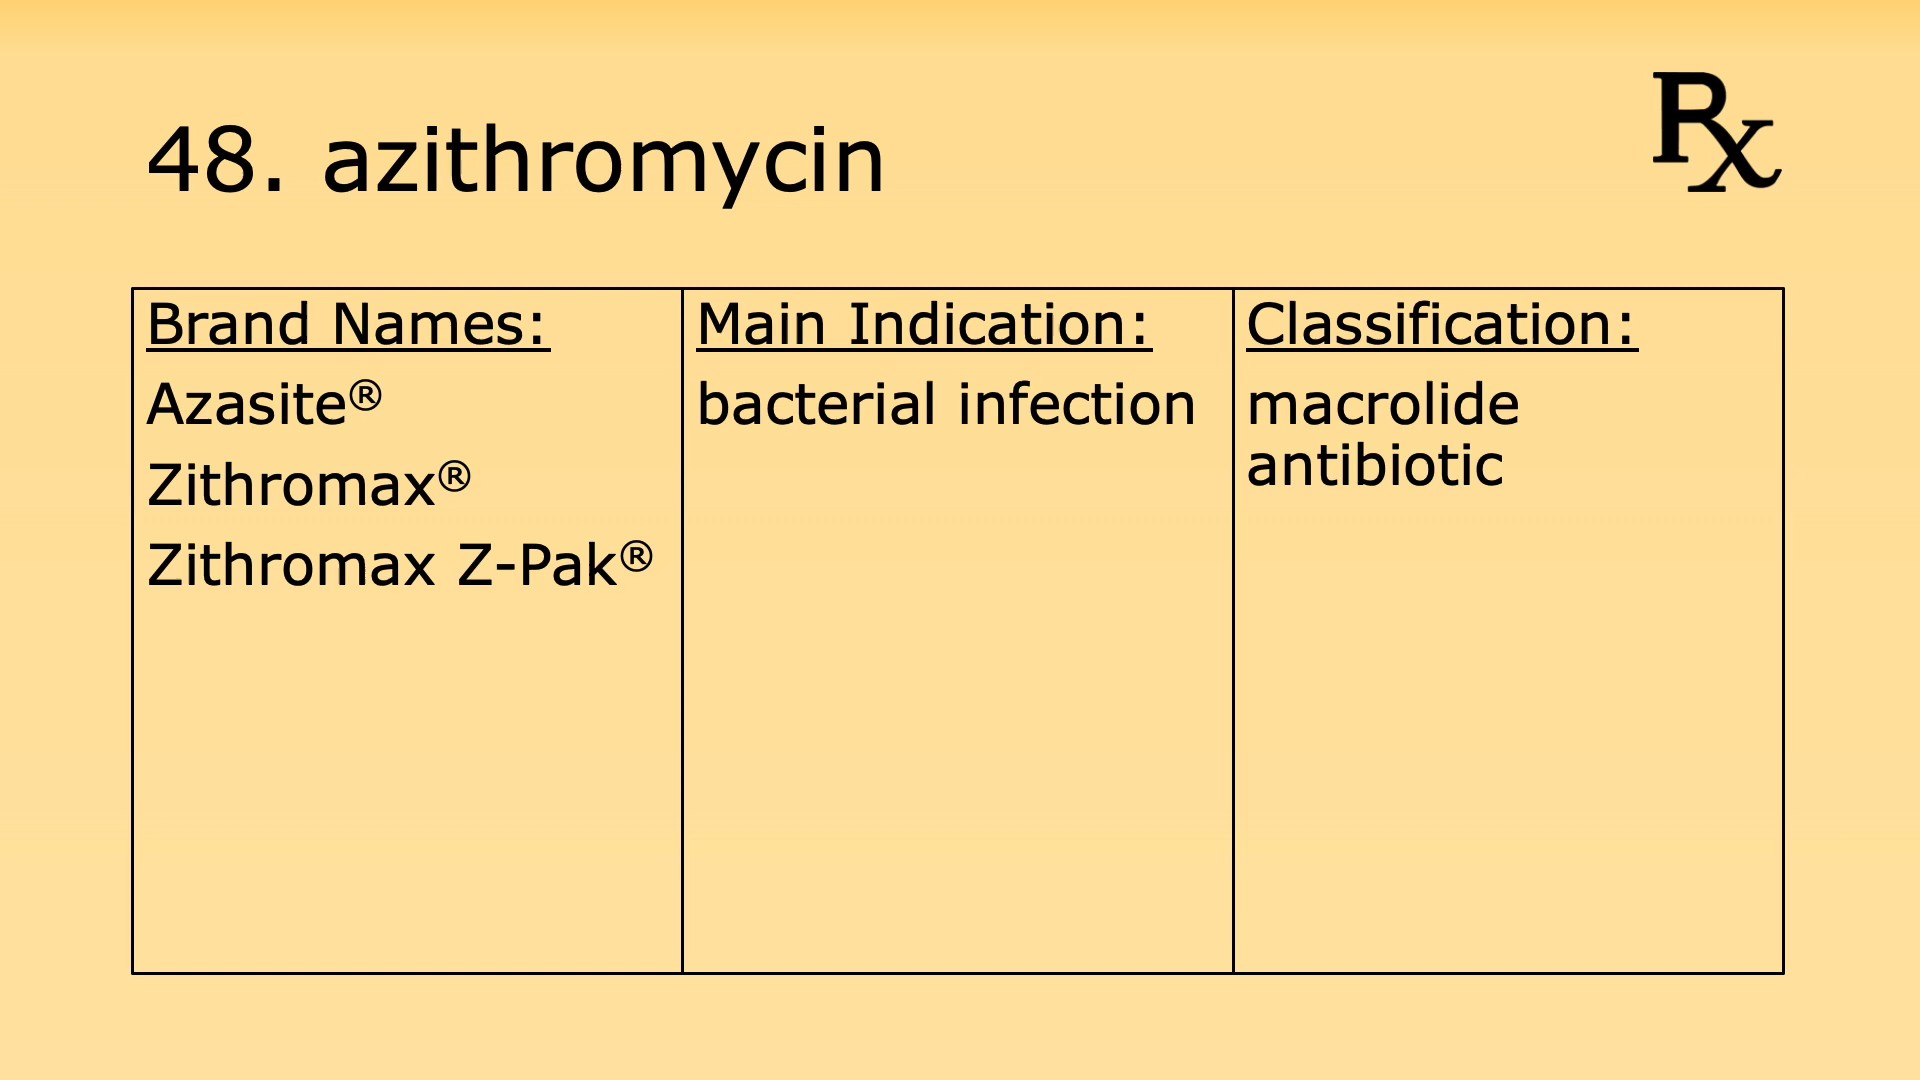 48. azithromycin
Rx
Brand Names:
Azasite®
Zithromax®
Zithromax Z-Pak®
Main Indication:
bacterial infection
Classification:
macrolide
antibiotic